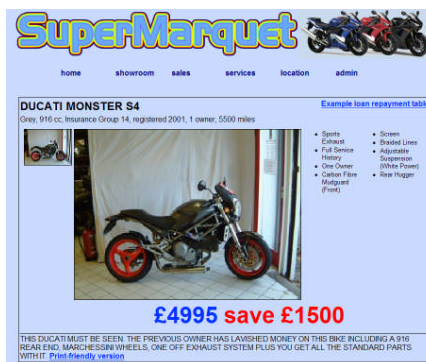 SuperMarquet
home showroom sales services location admin
DUCATI MONSTER S4
Example loan repayment tabl
Grey, 916 cc, Insurance Group 14, registered 2001, 1 owner, 5500 miles
Sports
Exhaust
Full Service
History
One Owner
Carbon Fibre
Mudguard
(Front)
Screen
Braided Lines
Adjustable
Suspension
(White Power)
Rear Hugger
£4995 save £1500
THIS DUCATI MUST BE SEEN. THE PREVIOUS OWNER HAS LAVISHED MONEY ON THIS BIKE INCLUDING A 916
REAR END, MARCHESSINI WHEELS, ONE OFF EXHAUST SYSTEM PLUS YOU GET ALL THE STANDARD PARTS
WITH IT. Print-friendly version